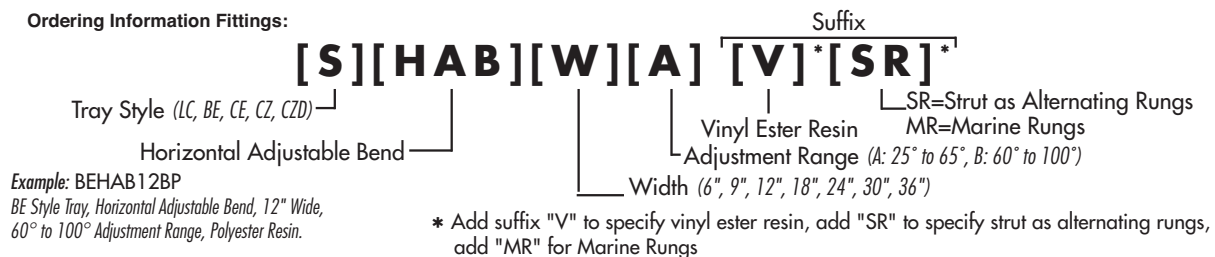 Ordering Information Fittings:
Suffix
[S][HAB][W][A] [V]*[SR]*
Tray Style (LC, BE, CE, CZ, CZD)
SR=Strut as Alternating Rungs
MR=Marine Rungs
Vinyl Ester Resin
Horizontal Adjustable Bend
Adjustment Range (A: 25° to 65°, B: 60° to 100°)
Width (6", 9", 12", 18", 24", 30", 36")
Example: BEHAB12BP
BE Style Tray, Horizontal Adjustable Bend, 12" Wide,
60° to 100° Adjustment Range, Polyester Resin.
* Add suffix "V" to specify vinyl ester resin, add "SR" to specify strut as alternating rungs,
add "MR" for Marine Rungs